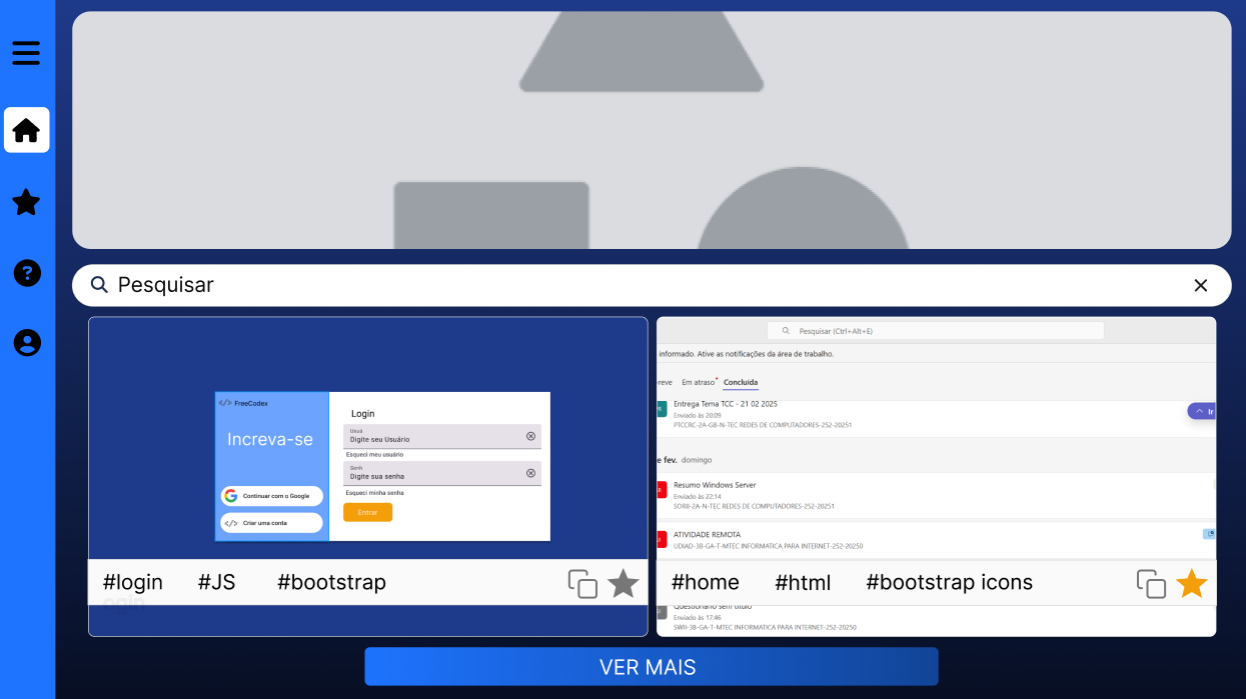 Pesquisar
FreeCodex
Increva-se
Continuar com o Google
Criar uma conta
Login
Digite seu Usuário
Esqueci meu usuário
Digite sua senha
Esqueci minha senha
Entrar
#login #JS #bootstrap
Pesquisar (Ctrl+Alt+E)
informado. Ative as notificações da área de trabalho.
reve Em atraso Concluída
Entrega Tema TCC - 21 02 2025
Enviado às 20:09
PTCCRC-2A-GB-N-TEC REDES DE COMPUTADORES-252-20251
Ir
e fev. domingo
Resumo Windows Server
Enviado às 22:14
SORII-2A-N-TEC REDES DE COMPUTADORES-252-20251
ATIVIDADE REMOTA
UDIAD-3B-GA-T-MTEC INFORMATICA PARA INTERNET-252-20250
#home #html #bootstrap icons
Questionário sem título
Enviado às 17:46
SWII-3B-GA-T-MTEC INFORMATICA PARA INTERNET-252-20250
VER MAIS